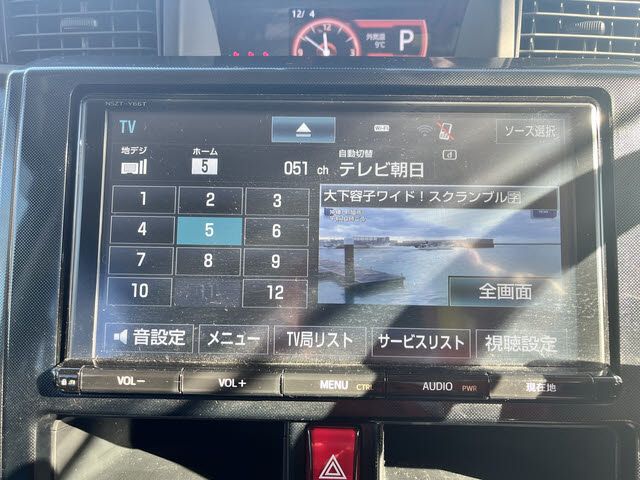 12/ 4
外気温
9℃
P
NSZT-Y66T
TV
Wi-Fi
ソース選択
地デジ
ホーム
自動切替
5
051 ch テレビ朝日
d
大下容子ワイド！スクランブル字
1 2 3
4 5 6
7 8 9
10 12
全画面
音設定 メニュー TV局リスト サービスリスト 視聴設定
VOL− VOL+ MENU CTRL AUDIO PWR 現在地